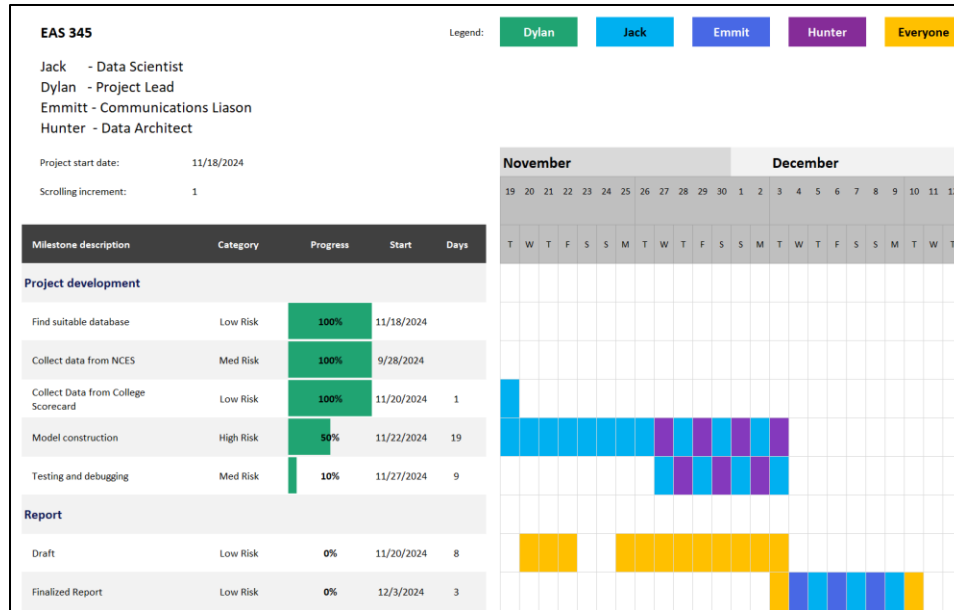 EAS 345
Legend: Dylan Jack Emmit Hunter Everyone
Jack - Data Scientist
Dylan - Project Lead
Emmitt - Communications Liason
Hunter - Data Architect
Project start date: 11/18/2024
Scrolling increment: 1
November December
19 20 21 22 23 24 25 26 27 28 29 30 1 2 3 4 5 6 7 8 9 10 11
Milestone description Category Progress Start Days
T W T F S S M T W T F S S M T W T F S S M T W
Project development
Find suitable database Low Risk 100% 11/18/2024
Collect data from NCES Med Risk 100% 9/28/2024
Collect Data from College
Scorecard Low Risk 100% 11/20/2024 1
Model construction High Risk 50% 11/22/2024 19
Testing and debugging Med Risk 10% 11/27/2024 9
Report
Draft Low Risk 0% 11/20/2024 8
Finalized Report Low Risk 0% 12/3/2024 3